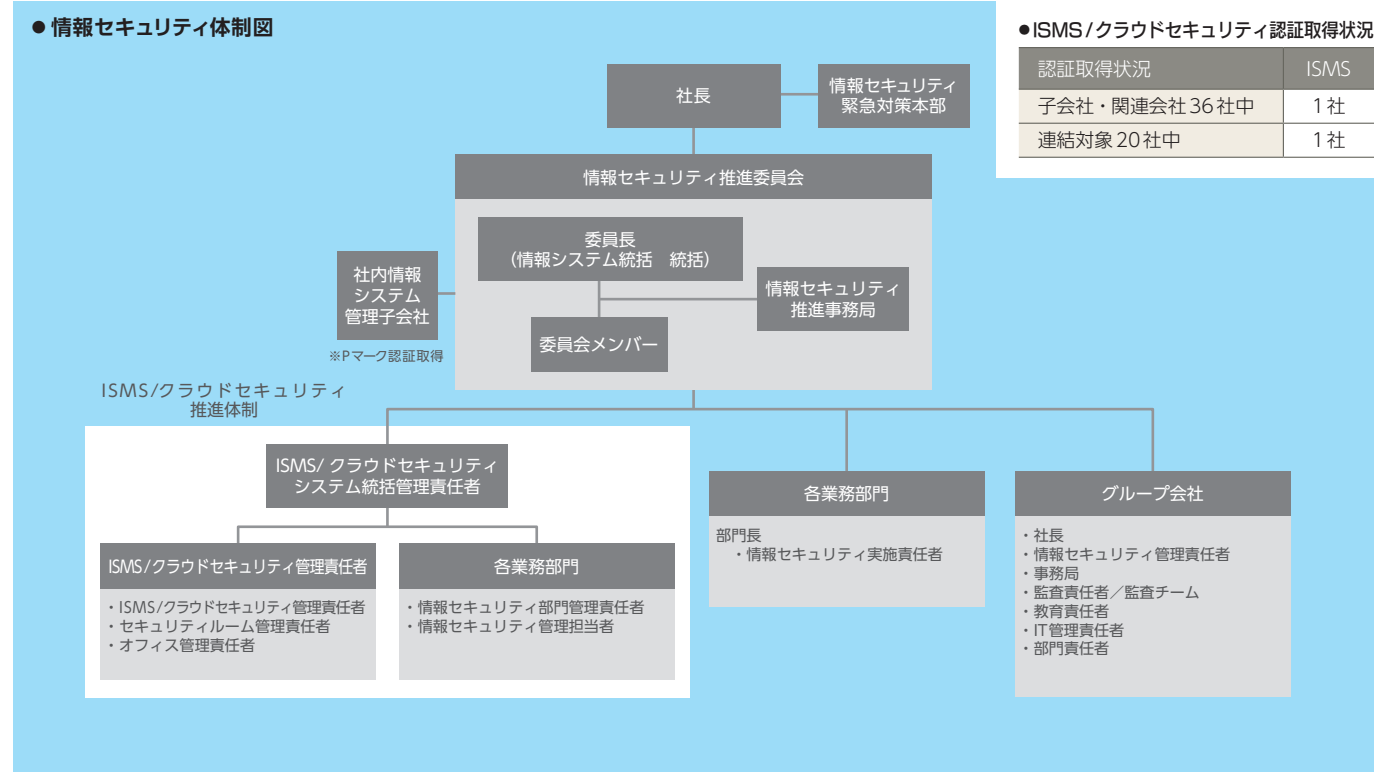 ●情報セキュリティ体制図
社長
情報セキュリティ
緊急対策本部
情報セキュリティ推進委員会
委員長
(情報システム統括　統括)
社内情報
システム
管理子会社
※Pマーク認証取得
情報セキュリティ
推進事務局
委員会メンバー
ISMS/クラウドセキュリティ
推進体制
ISMS/ クラウドセキュリティ
システム統括管理責任者
ISMS/クラウドセキュリティ管理責任者
・ISMS/クラウドセキュリティ管理責任者
・セキュリティルーム管理責任者
・オフィス管理責任者
各業務部門
・情報セキュリティ部門管理責任者
・情報セキュリティ管理担当者
各業務部門
部門長
・情報セキュリティ実施責任者
グループ会社
・社長
・情報セキュリティ管理責任者
・事務局
・監査責任者／監査チーム
・教育責任者
・IT管理責任者
・部門責任者
●ISMS/クラウドセキュリティ認証取得状況
認証取得状況 ISMS
子会社・関連会社36社中 1社
連結対象20社中 1社